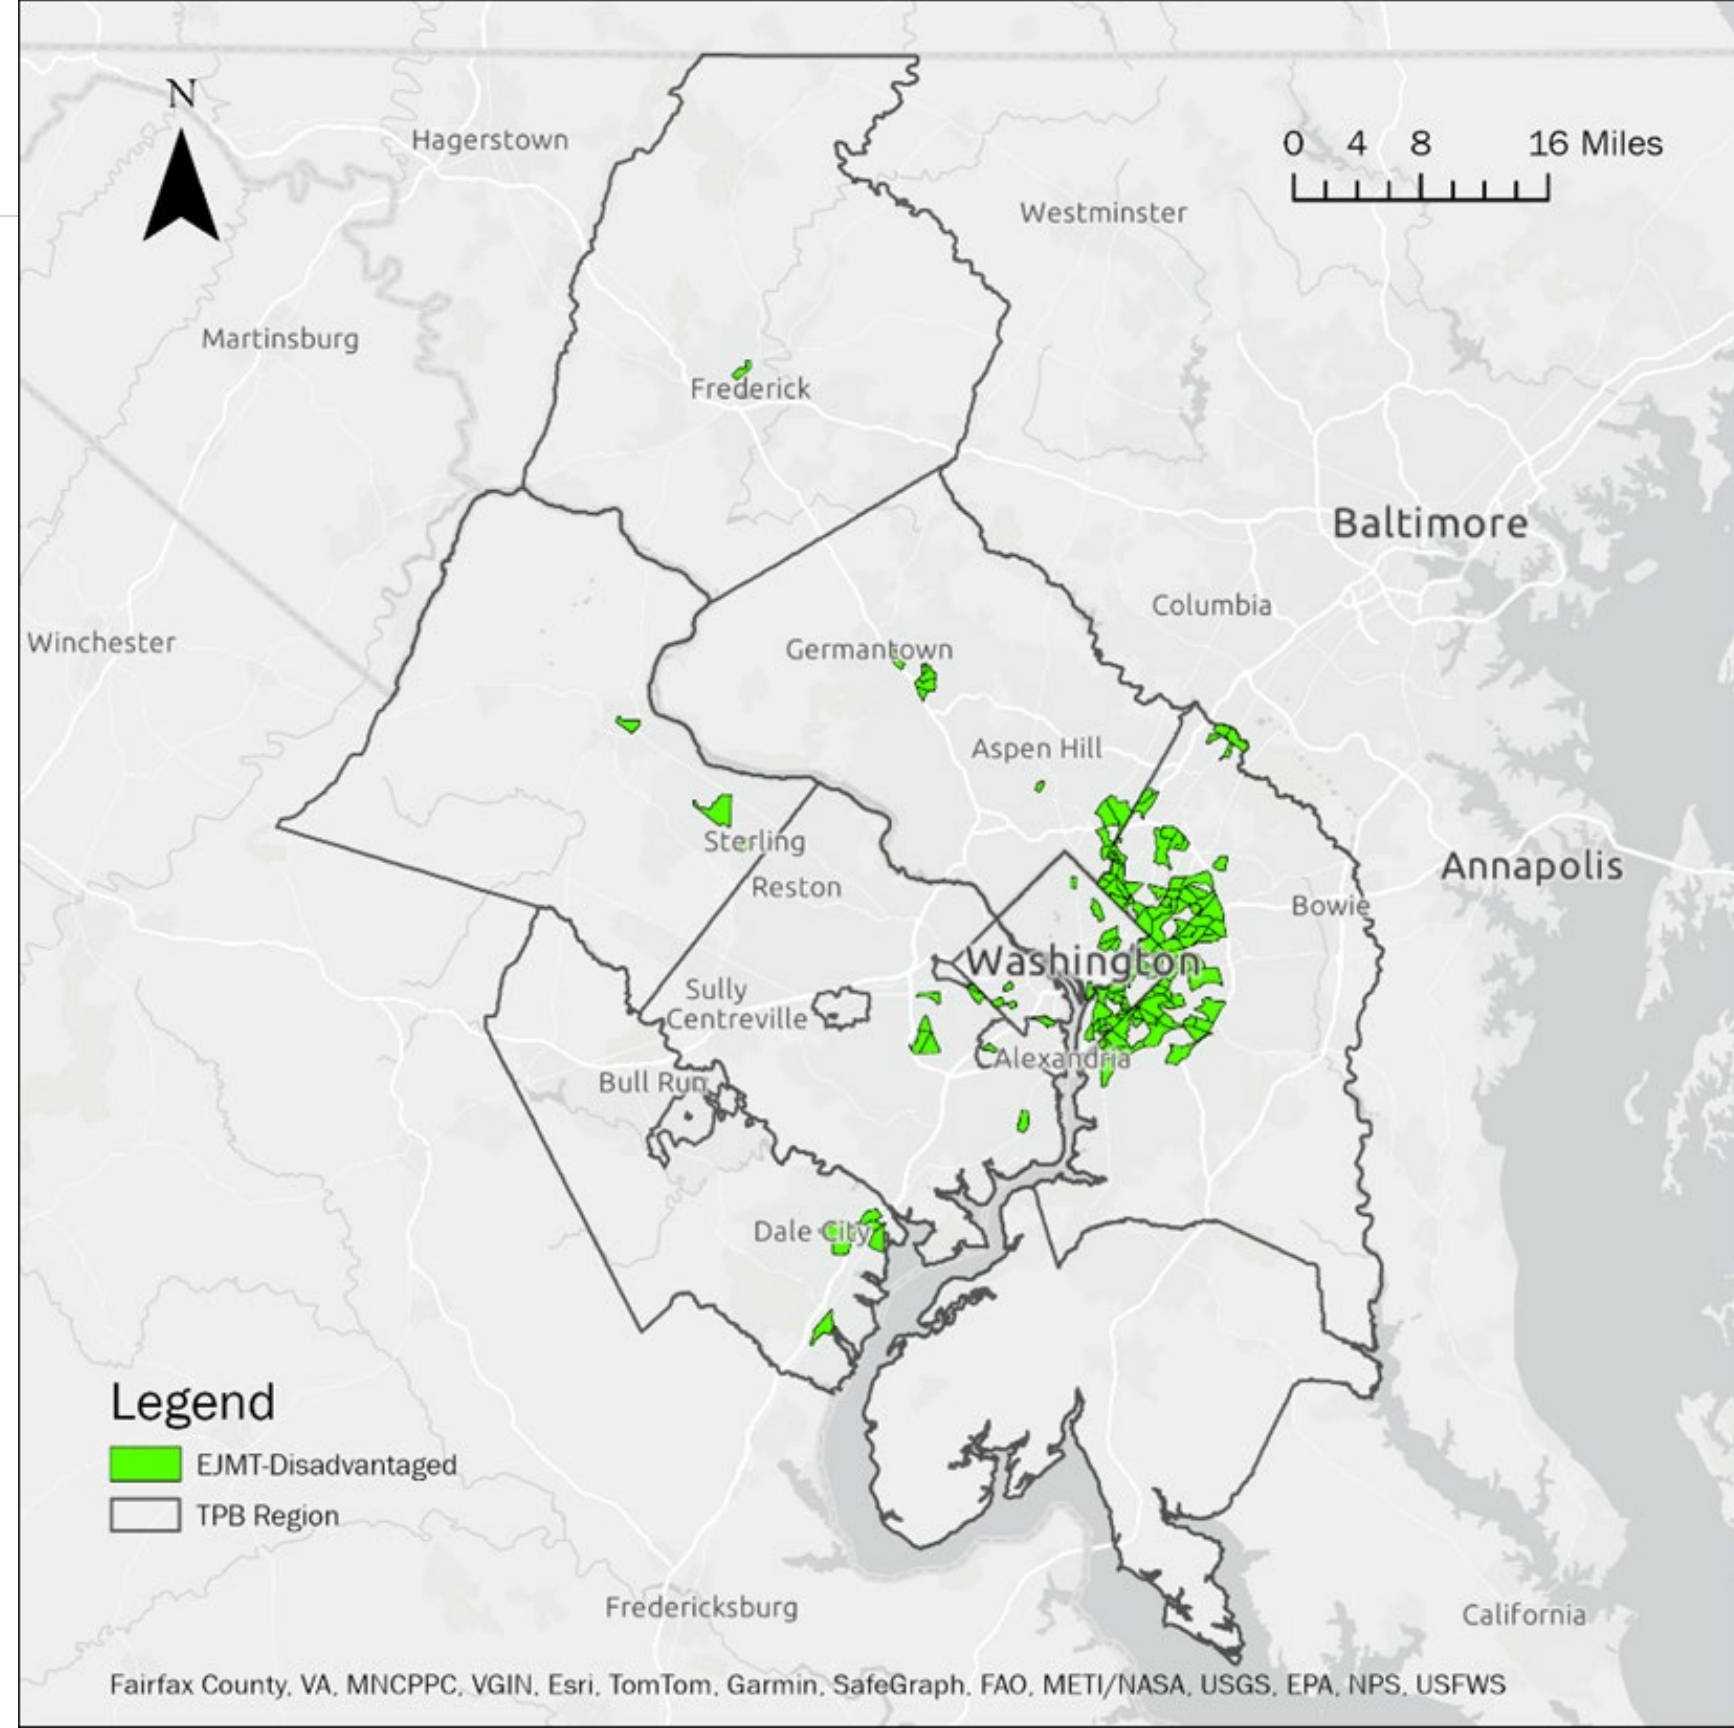 N
0 4 8 16 Miles
Hagerstown
Westminster
Martinsburg
Frederick
Baltimore
Columbia
Winchester
Germantown
Aspen Hill
Sterling
Annapolis
Reston
Bowie
Washington
Sully
Centreville
Alexandria
Bull Run
Dale City
Legend
EJMT-Disadvantaged
TPB Region
Fredericksburg
California
Fairfax County, VA, MNCPPC, VGIN, Esri, TomTom, Garmin, SafeGraph, FAO, METI/NASA, USGS, EPA, NPS, USFWS